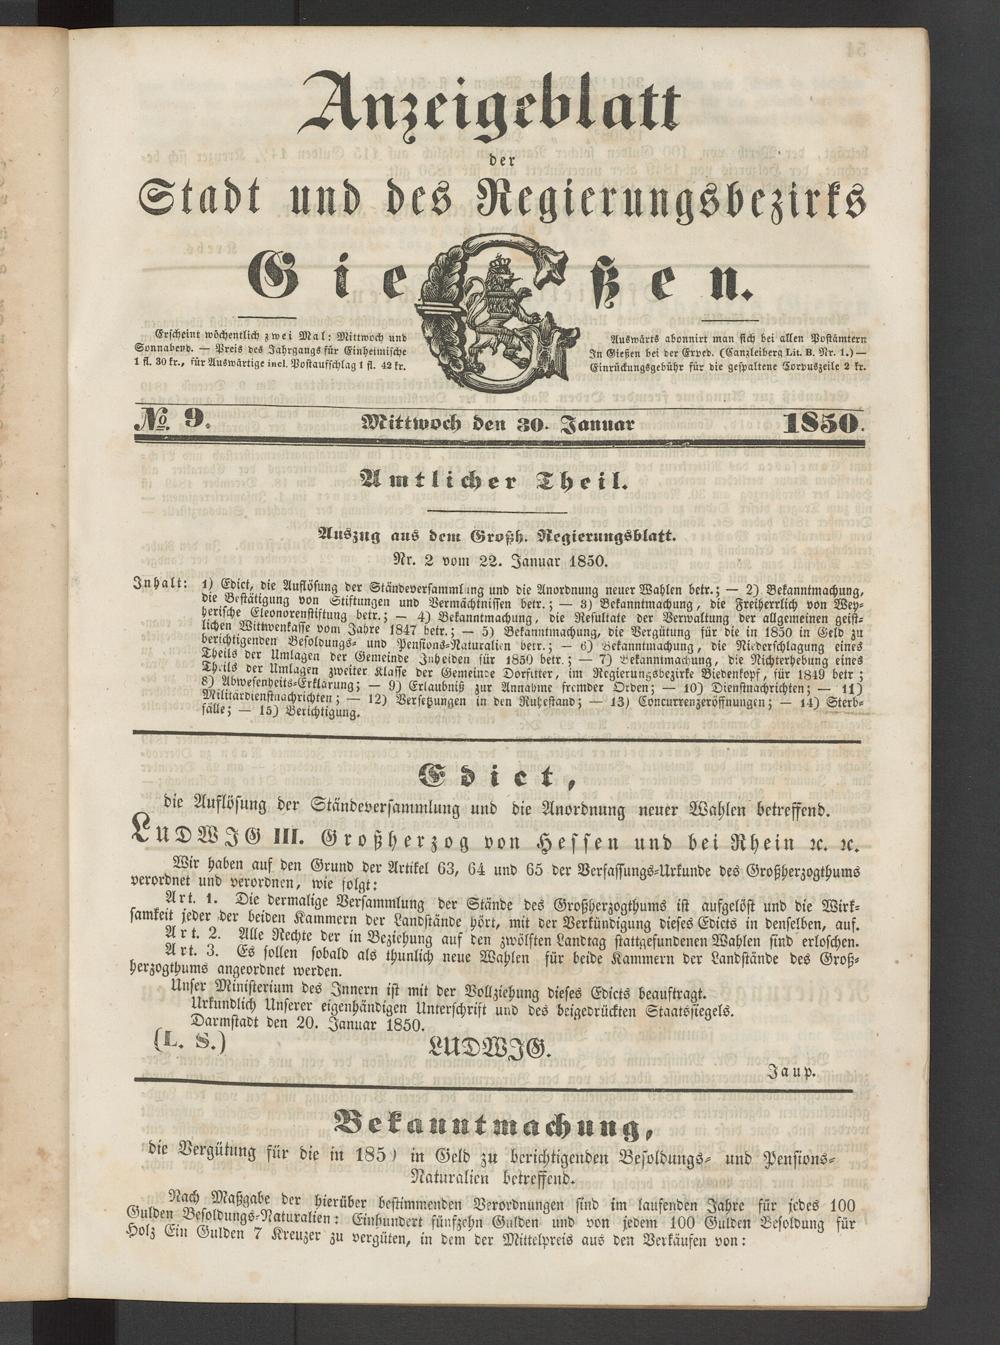 Anzeigeblatt
der
Stadt und des Regierungsbezirks
Gießen.
Erscheint wöchentlich zwei Mal: Mittwoch und
Sonnabend. — Preis des Jahrgangs für Einheimische
1 fl. 30 kr., für Auswärtige incl. Postaufschlag 1 fl. 42 kr.
Auswärts abonnirt man sich bei allen Postämtern
In Gießen bei der Exped. (Canzleiberg Lit. B. Nr. 1.) —
Einrückungsgebühr für die gespaltene Corpuszeile 2 kr.
No. 9. Mittwoch den 30. Januar 1850.
Amtlicher Theil.
Auszug aus dem Großh. Regierungsblatt.
Nr. 2 vom 22. Januar 1850.
Inhalt: 1) Edict, die Auflösung der Ständeversammlung und die Anordnung neuer Wahlen betr.; — 2) Bekanntmachung,
die Bestätigung von Stiftungen und Vermächtnissen betr.; — 3) Bekanntmachung, die Freiherrlich von Wey-
herische Eleonorenstiftung betr.; — 4) Bekanntmachung, die Resultate der Verwaltung der allgemeinen geist-
lichen Wittwenkasse vom Jahre 1847 betr.; — 5) Bekanntmachung, die Vergütung für die in 1850 in Geld zu
berichtigenden Besoldungs- und Pensions-Naturalien betr.; — 6) Bekanntmachung, die Niederschlagung eines
Theils der Umlagen der Gemeinde Inheiden für 1850 betr.; — 7) Bekanntmachung, die Nichterhebung eines
Theils der Umlagen zweiter Klasse der Gemeinde Dorfitter, im Regierungsbezirke Biedenkopf, für 1849 betr;
8) Abwesenheits-Erklärung; — 9) Erlaubniß zur Annahme fremder Orden; — 10) Dienstnachrichten; — 11)
Militärdienstnachrichten; — 12) Versetzungen in den Ruhestand; — 13) Concurrenzeröffnungen; — 14) Sterb-
fälle; — 15) Berichtigung.
Edict,
die Auflösung der Ständeversammlung und die Anordnung neuer Wahlen betreffend.
LUDWIG III. Großherzog von Hessen und bei Rhein ꝛc. ꝛc.
Wir haben auf den Grund der Artikel 63, 64 und 65 der Verfassungs-Urkunde des Großherzogthums
verordnet und verordnen, wie folgt:
Art. 1. Die dermalige Versammlung der Stände des Großherzogthums ist aufgelöst und die Wirk-
samkeit jeder der beiden Kammern der Landstände hört, mit der Verkündigung dieses Edicts in denselben, auf.
Art. 2. Alle Rechte der in Beziehung auf den zwölften Landtag stattgefundenen Wahlen sind erloschen.
Art. 3. Es sollen sobald als thunlich neue Wahlen für beide Kammern der Landstände des Groß-
herzogthums angeordnet werden.
Unser Ministerium des Innern ist mit der Vollziehung dieses Edicts beauftragt.
Urkundlich Unserer eigenhändigen Unterschrift und des beigedrückten Staatssiegels.
Darmstadt den 20. Januar 1850.
(L. S.) LUDWIG.
Jaup.
Bekanntmachung,
die Vergütung für die in 1850 in Geld zu berichtigenden Besoldungs- und Pensions-
Naturalien betreffend.
Nach Maßgabe der hierüber bestimmenden Verordnungen sind im laufenden Jahre für jedes 100
Gulden Besoldungs-Naturalien: Einhundert fünfzehn Gulden und von jedem 100 Gulden Besoldung für
Holz Ein Gulden 7 Kreuzer zu vergüten, in dem der Mittelpreis aus den Verkäufen von: